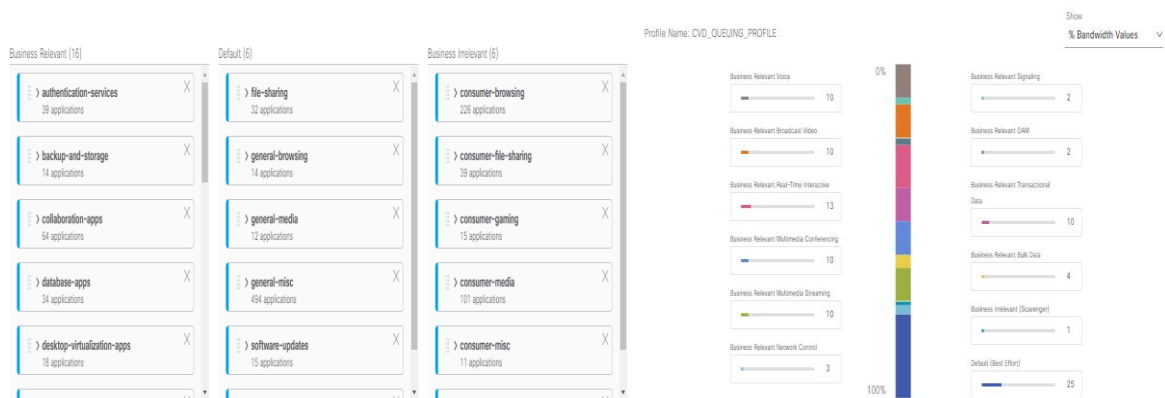 Business Relevant (16)
authentication-services
39 applications
backup-and-storage
14 applications
collaboration-apps
64 applications
database-apps
34 applications
desktop-virtualization-apps
18 applications
Default (6)
file-sharing
32 applications
general-browsing
14 applications
general-media
12 applications
general-misc
494 applications
software-updates
15 applications
Business Irrelevant (6)
consumer-browsing
226 applications
consumer-file-sharing
39 applications
consumer-gaming
15 applications
consumer-media
101 applications
consumer-misc
11 applications
Profile Name: CVD_QUEUING_PROFILE
Show
% Bandwidth Values
Business Relevant Voice
10
Business Relevant Broadcast Video
10
Business Relevant Real-Time Interactive
13
Business Relevant Multimedia Conferencing
10
Business Relevant Multimedia Streaming
10
Business Relevant Network Control
3
0%
100%
Business Relevant Signaling
2
Business Relevant OAM
2
Business Relevant Transactional
Data
10
Business Relevant Bulk Data
4
Business Irrelevant (Scavenger)
1
Default (Best Effort)
25